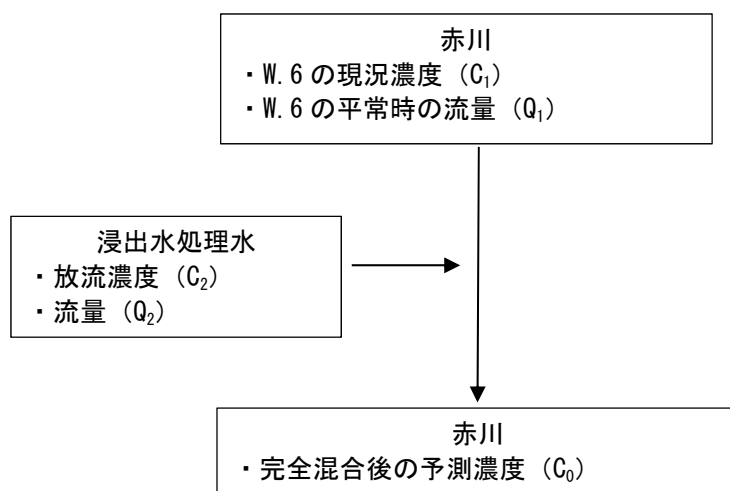 赤川
・W.6の現況濃度（C₁）
・W.6の平常時の流量（Q₁）
浸出水処理水
・放流濃度（C₂）
・流量（Q₂）
赤川
・完全混合後の予測濃度（C₀）